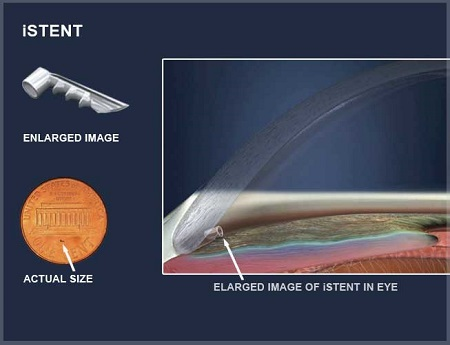 iSTENT
ENLARGED IMAGE
ACTUAL SIZE
ELARGED IMAGE OF iSTENT IN EYE